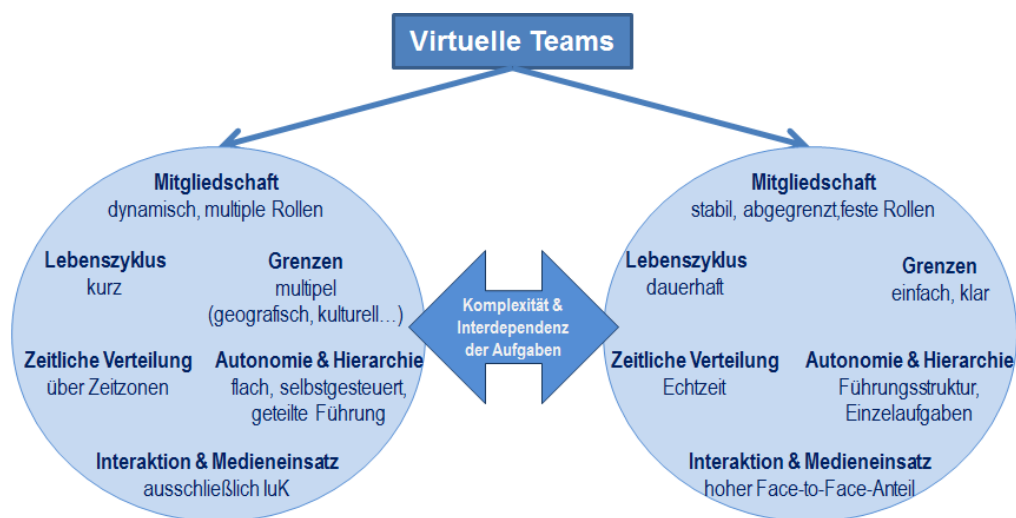 Virtuelle Teams
Mitgliedschaft
dynamisch, multiple Rollen
Lebenszyklus
kurz
Grenzen
multipel
(geografisch, kulturell…)
Zeitliche Verteilung
über Zeitzonen
Autonomie & Hierarchie
flach, selbstgesteuert,
geteilte Führung
Interaktion & Medieneinsatz
ausschließlich IuK
Komplexität &
Interdependenz
der Aufgaben
Mitgliedschaft
stabil, abgegrenzt,feste Rollen
Lebenszyklus
dauerhaft
Grenzen
einfach, klar
Zeitliche Verteilung
Echtzeit
Autonomie & Hierarchie
Führungsstruktur,
Einzelaufgaben
Interaktion & Medieneinsatz
hoher Face-to-Face-Anteil